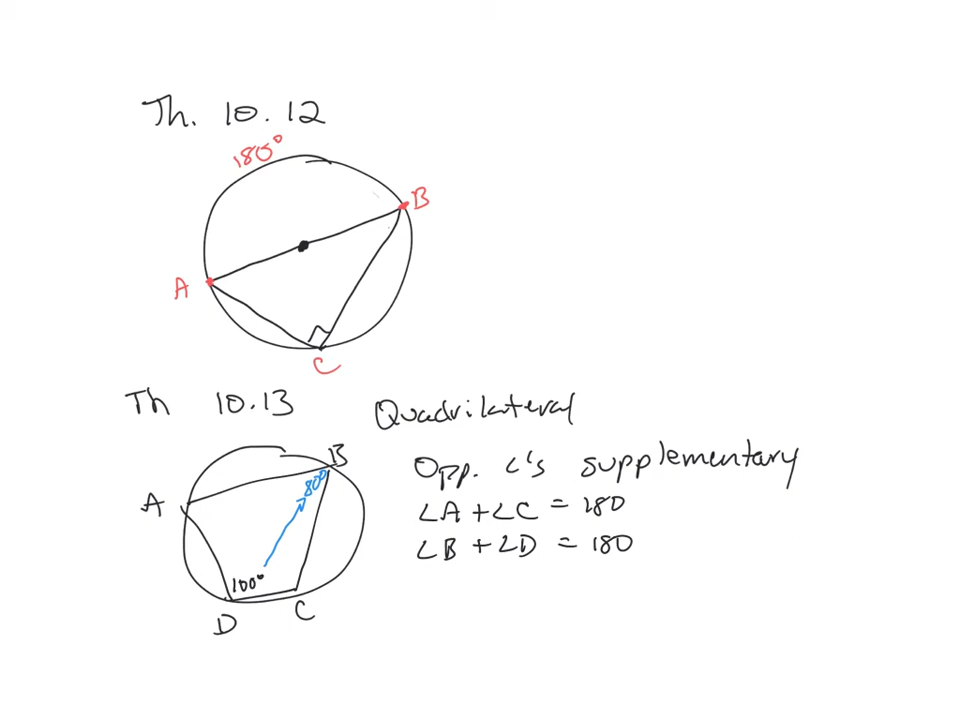 Th. 10.12
180°
B
A
C
Th 10.13
Quadrilateral
B
80°
A
Opp. ∠'s supplementary
∠A + ∠C = 180
∠B + ∠D = 180
100°
C
D